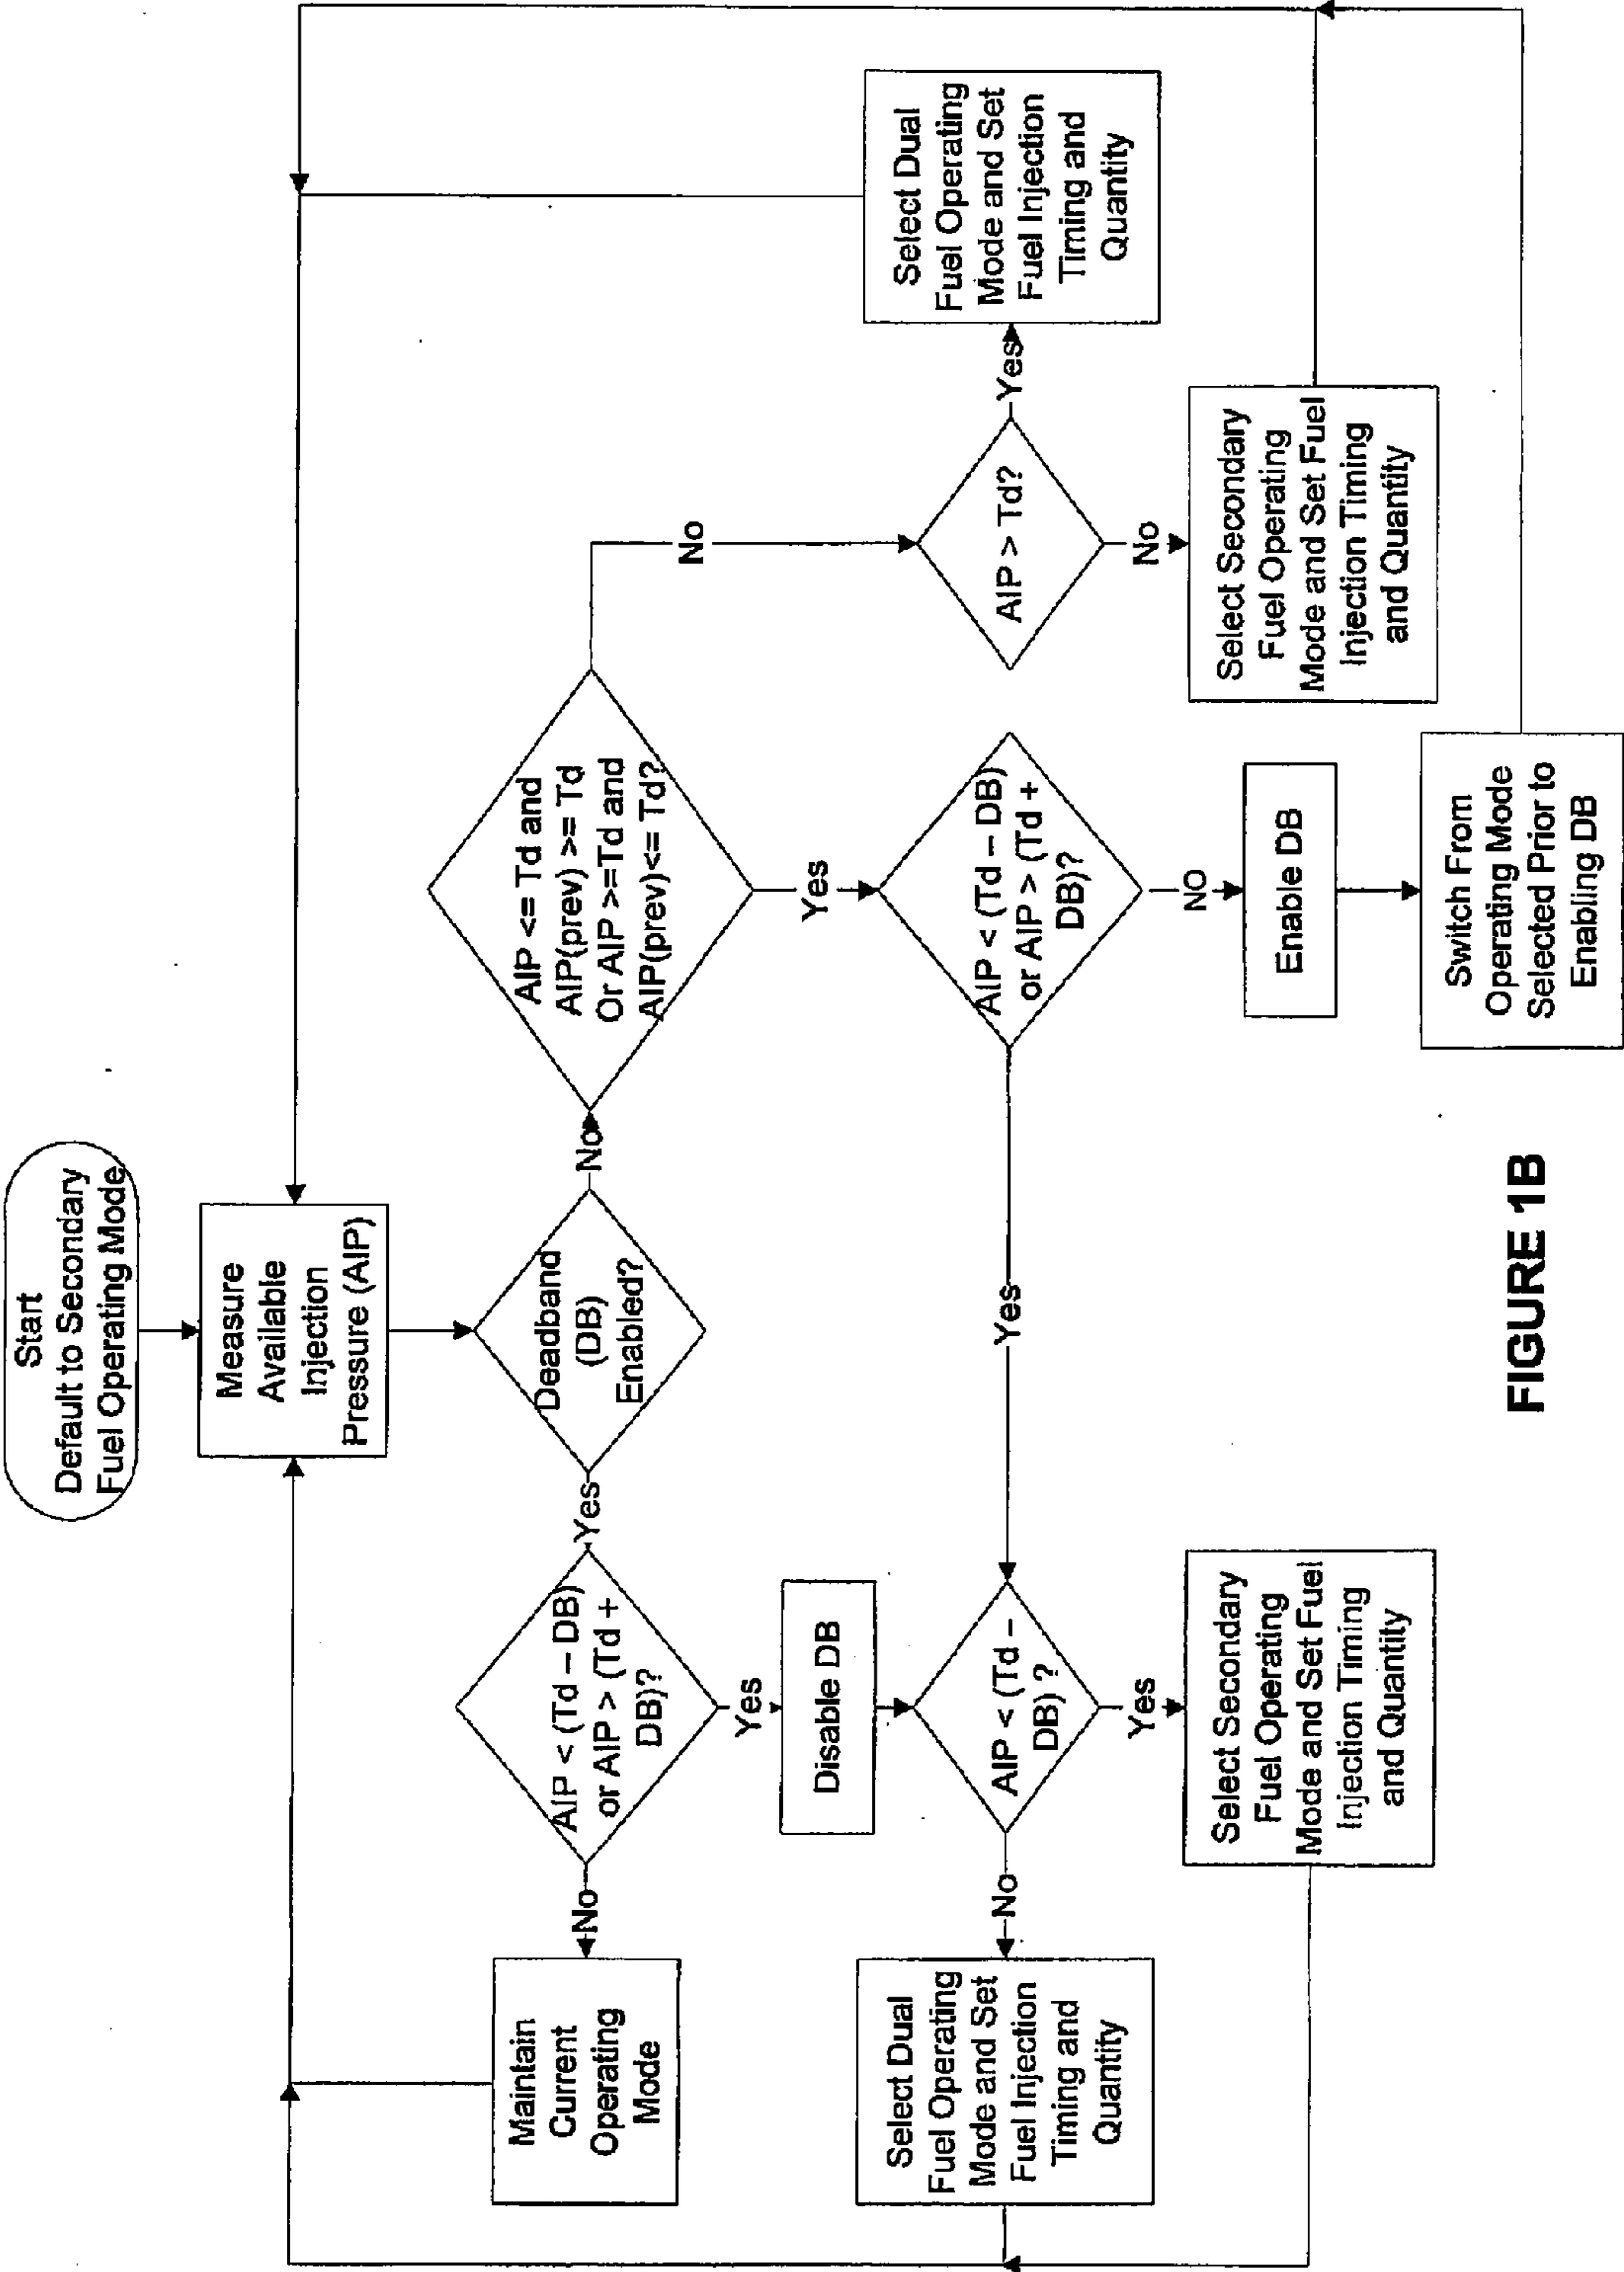 Start
Default to Secondary
Fuel Operating Mode
Measure
Available
Injection
Pressure (AIP)
Deadband
(DB)
Enabled?
Yes
No
AIP < (Td – DB)
or AIP > (Td +
DB)?
No
Maintain
Current
Operating
Mode
Yes
Disable DB
AIP < (Td –
DB) ?
No
Select Dual
Fuel Operating
Mode and Set
Fuel Injection
Timing and
Quantity
Yes
Select Secondary
Fuel Operating
Mode and Set Fuel
Injection Timing
and Quantity
AIP <= Td and
AIP(prev) >= Td
Or AIP >=Td and
AIP(prev)<= Td?
Yes
No
AIP < (Td – DB)
or AIP > (Td +
DB)?
Yes
NO
Enable DB
Switch From
Operating Mode
Selected Prior to
Enabling DB
AIP > Td?
Yes
Select Dual
Fuel Operating
Mode and Set
Fuel Injection
Timing and
Quantity
No
Select Secondary
Fuel Operating
Mode and Set Fuel
Injection Timing
and Quantity
FIGURE 1B